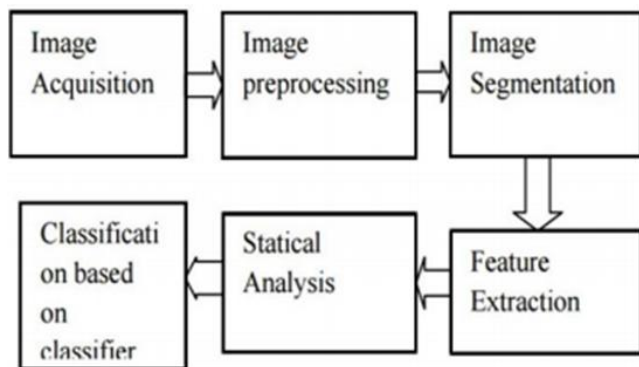 Image
Acquisition
Image
preprocessing
Image
Segmentation
Classificati
on based
on
classifier
Statical
Analysis
Feature
Extraction